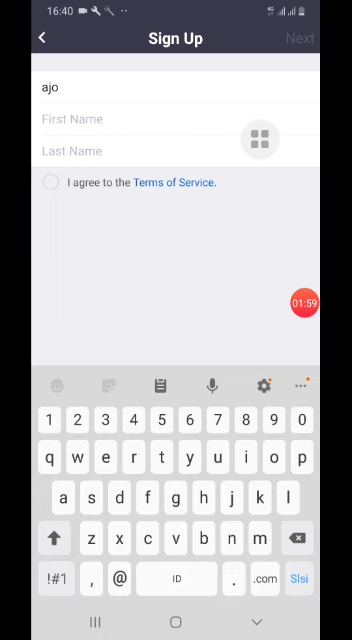 16:40
4G
Sign Up
Next
ajo
First Name
Last Name
I agree to the Terms of Service.
01:59
1 2 3 4 5 6 7 8 9 0
q w e r t y u i o p
a s d f g h j k l
z x c v b n m
!#1 , @ ID . .com Slsi